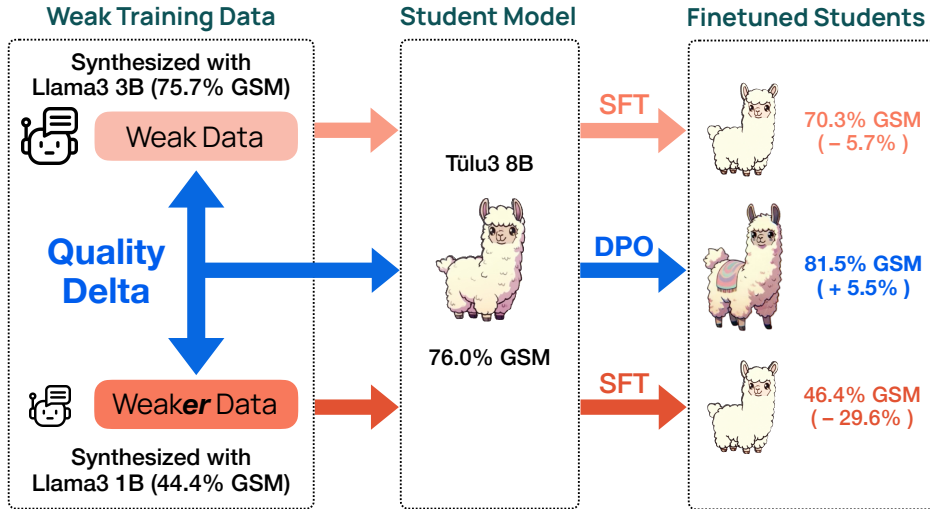 Weak Training Data
Student Model
Finetuned Students
Synthesized with
Llama3 3B (75.7% GSM)
Weak Data
Quality
Delta
Weaker Data
Synthesized with
Llama3 1B (44.4% GSM)
Tülu3 8B
76.0% GSM
SFT
70.3% GSM
( – 5.7% )
DPO
81.5% GSM
( + 5.5% )
SFT
46.4% GSM
( – 29.6% )